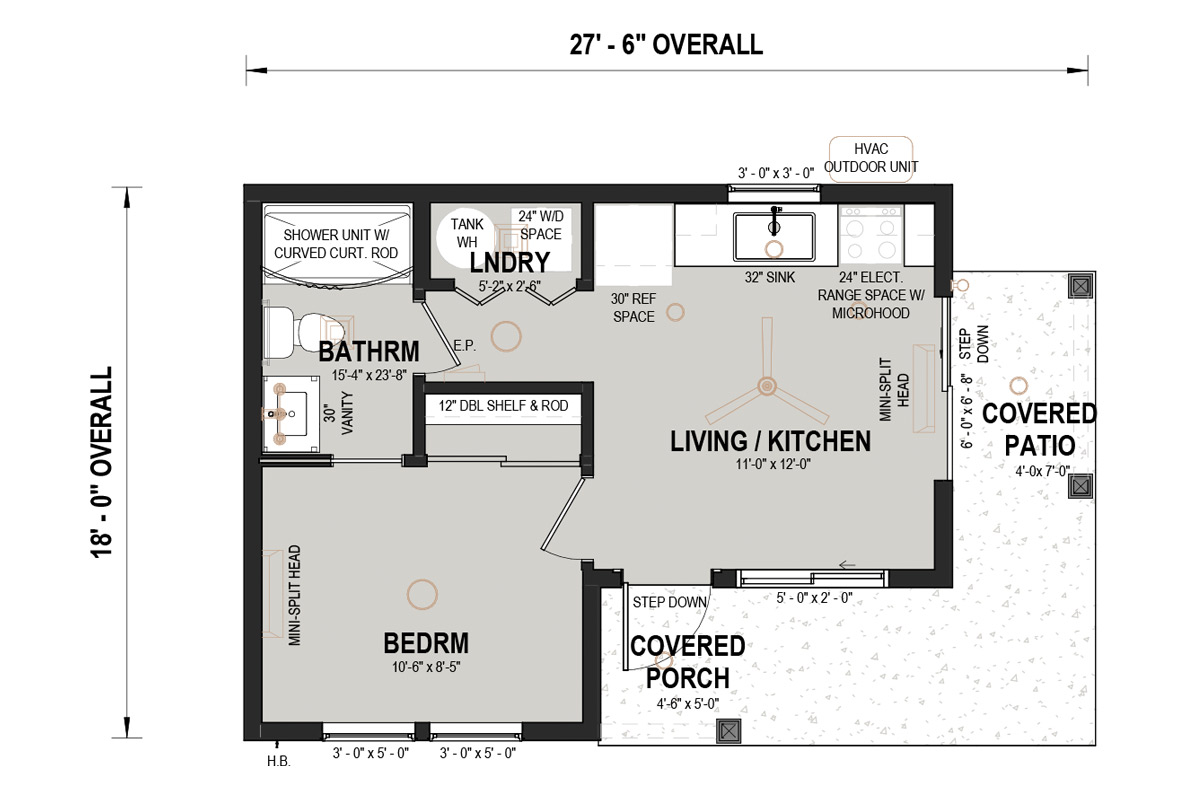 27' - 6" OVERALL
18' - 0" OVERALL
HVAC
OUTDOOR UNIT
3' - 0" x 3' - 0"
SHOWER UNIT W/
CURVED CURT. ROD
TANK
WH
24" W/D
SPACE
LNDRY
5'-2" x 2'-6"
32" SINK
24" ELECT.
RANGE SPACE W/
MICROHOOD
30" REF
SPACE
E.P.
BATHRM
15'-4" x 23'-8"
30"
VANITY
12" DBL SHELF & ROD
LIVING / KITCHEN
11'-0" x 12'-0"
MINI-SPLIT
HEAD
STEP
DOWN
6' - 0" x 6' - 8"
COVERED
PATIO
4'-0x 7'-0"
MINI-SPLIT HEAD
BEDRM
10'-6" x 8'-5"
STEP DOWN
5' - 0" x 2' - 0"
COVERED
PORCH
4'-6" x 5'-0"
3' - 0" x 5' - 0"
3' - 0" x 5' - 0"
H.B.